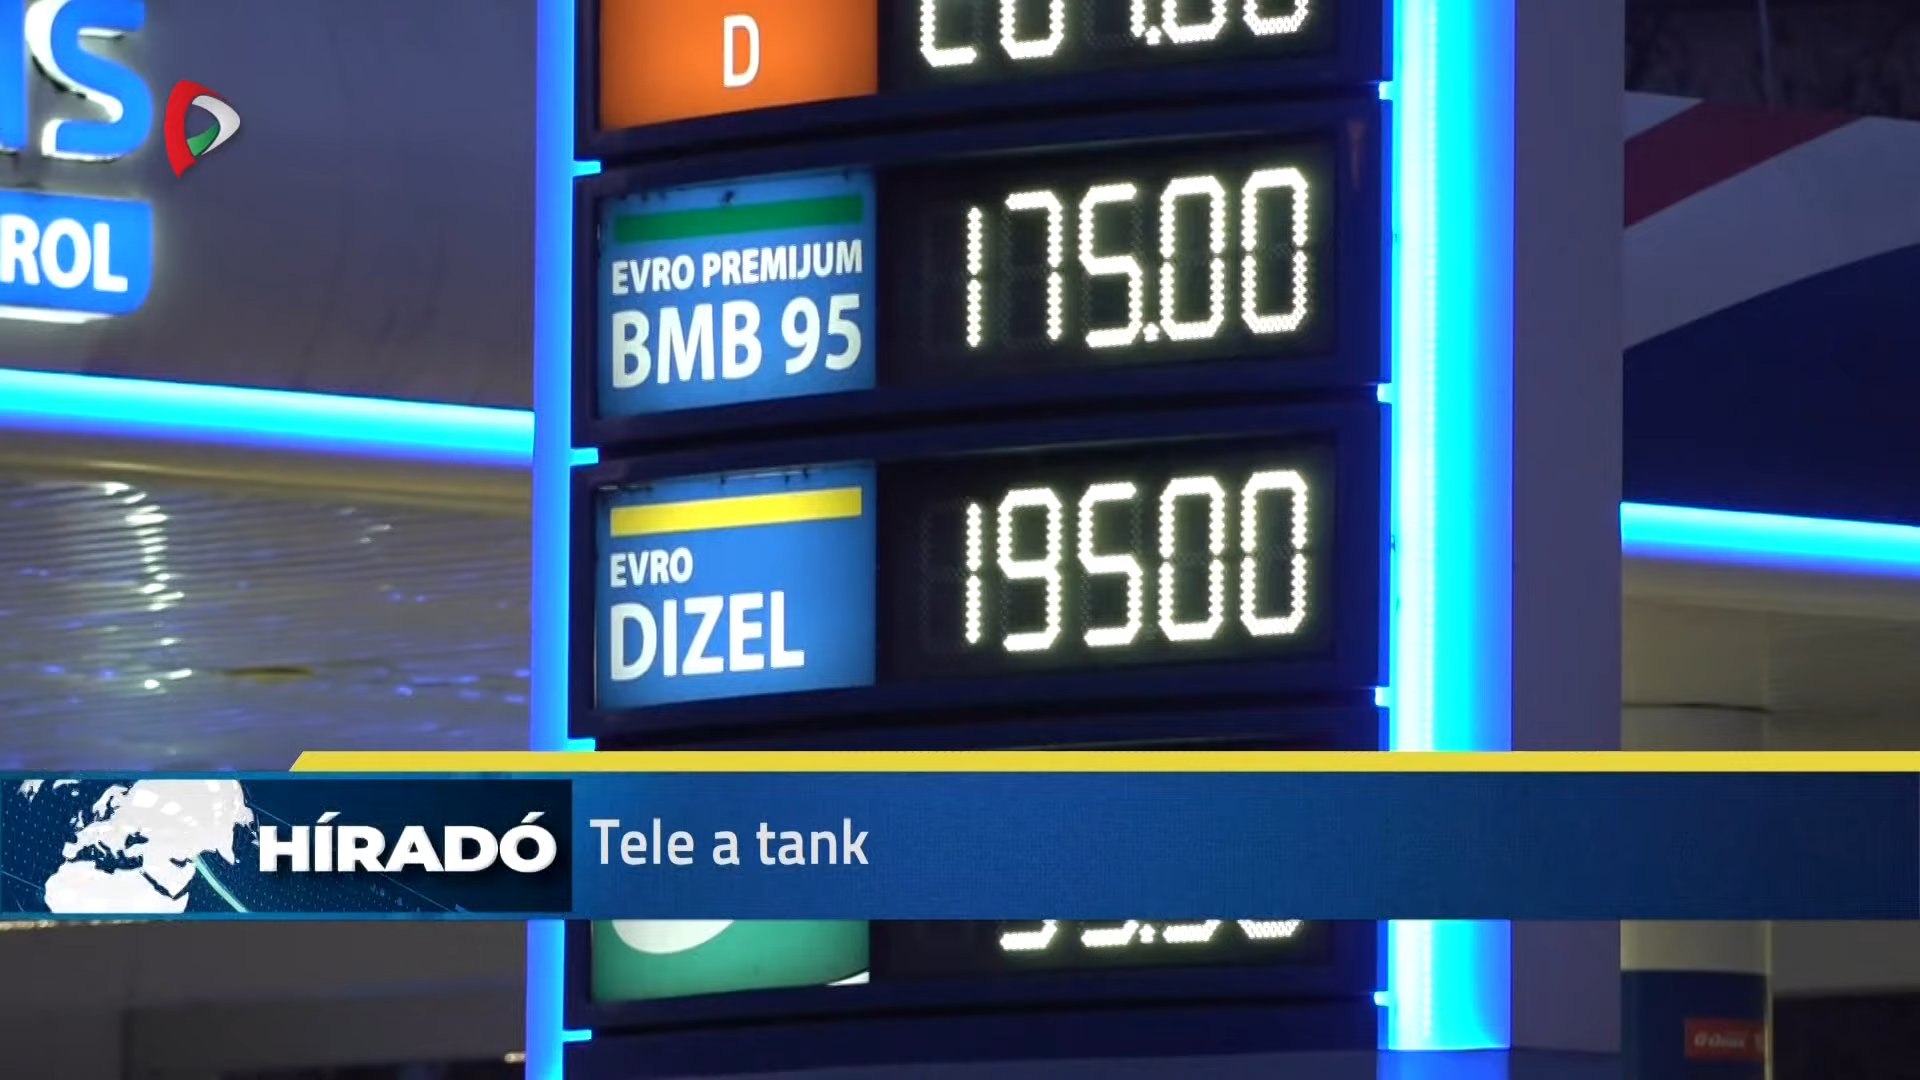 D
ROL
EVRO PREMIJUM
BMB 95
175.00
EVRO
DIZEL
195.00
HÍRADÓ
Tele a tank